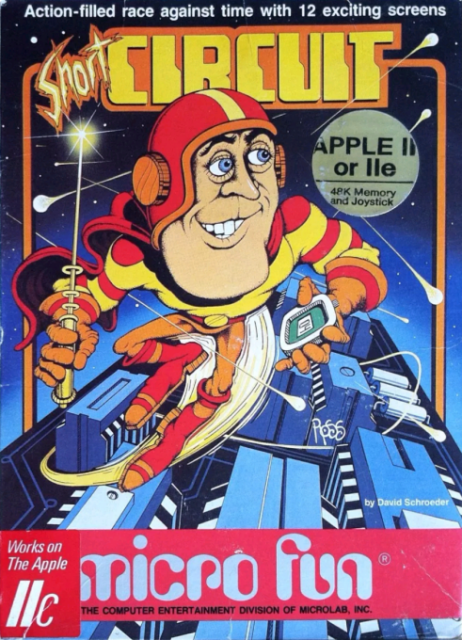 Action-filled race against time with 12 exciting screens
Short
CIRCUIT
APPLE II
or IIe
48K Memory
and Joystick
Ross
by David Schroeder
Works on
The Apple
IIc
micro fun®
THE COMPUTER ENTERTAINMENT DIVISION OF MICROLAB, INC.